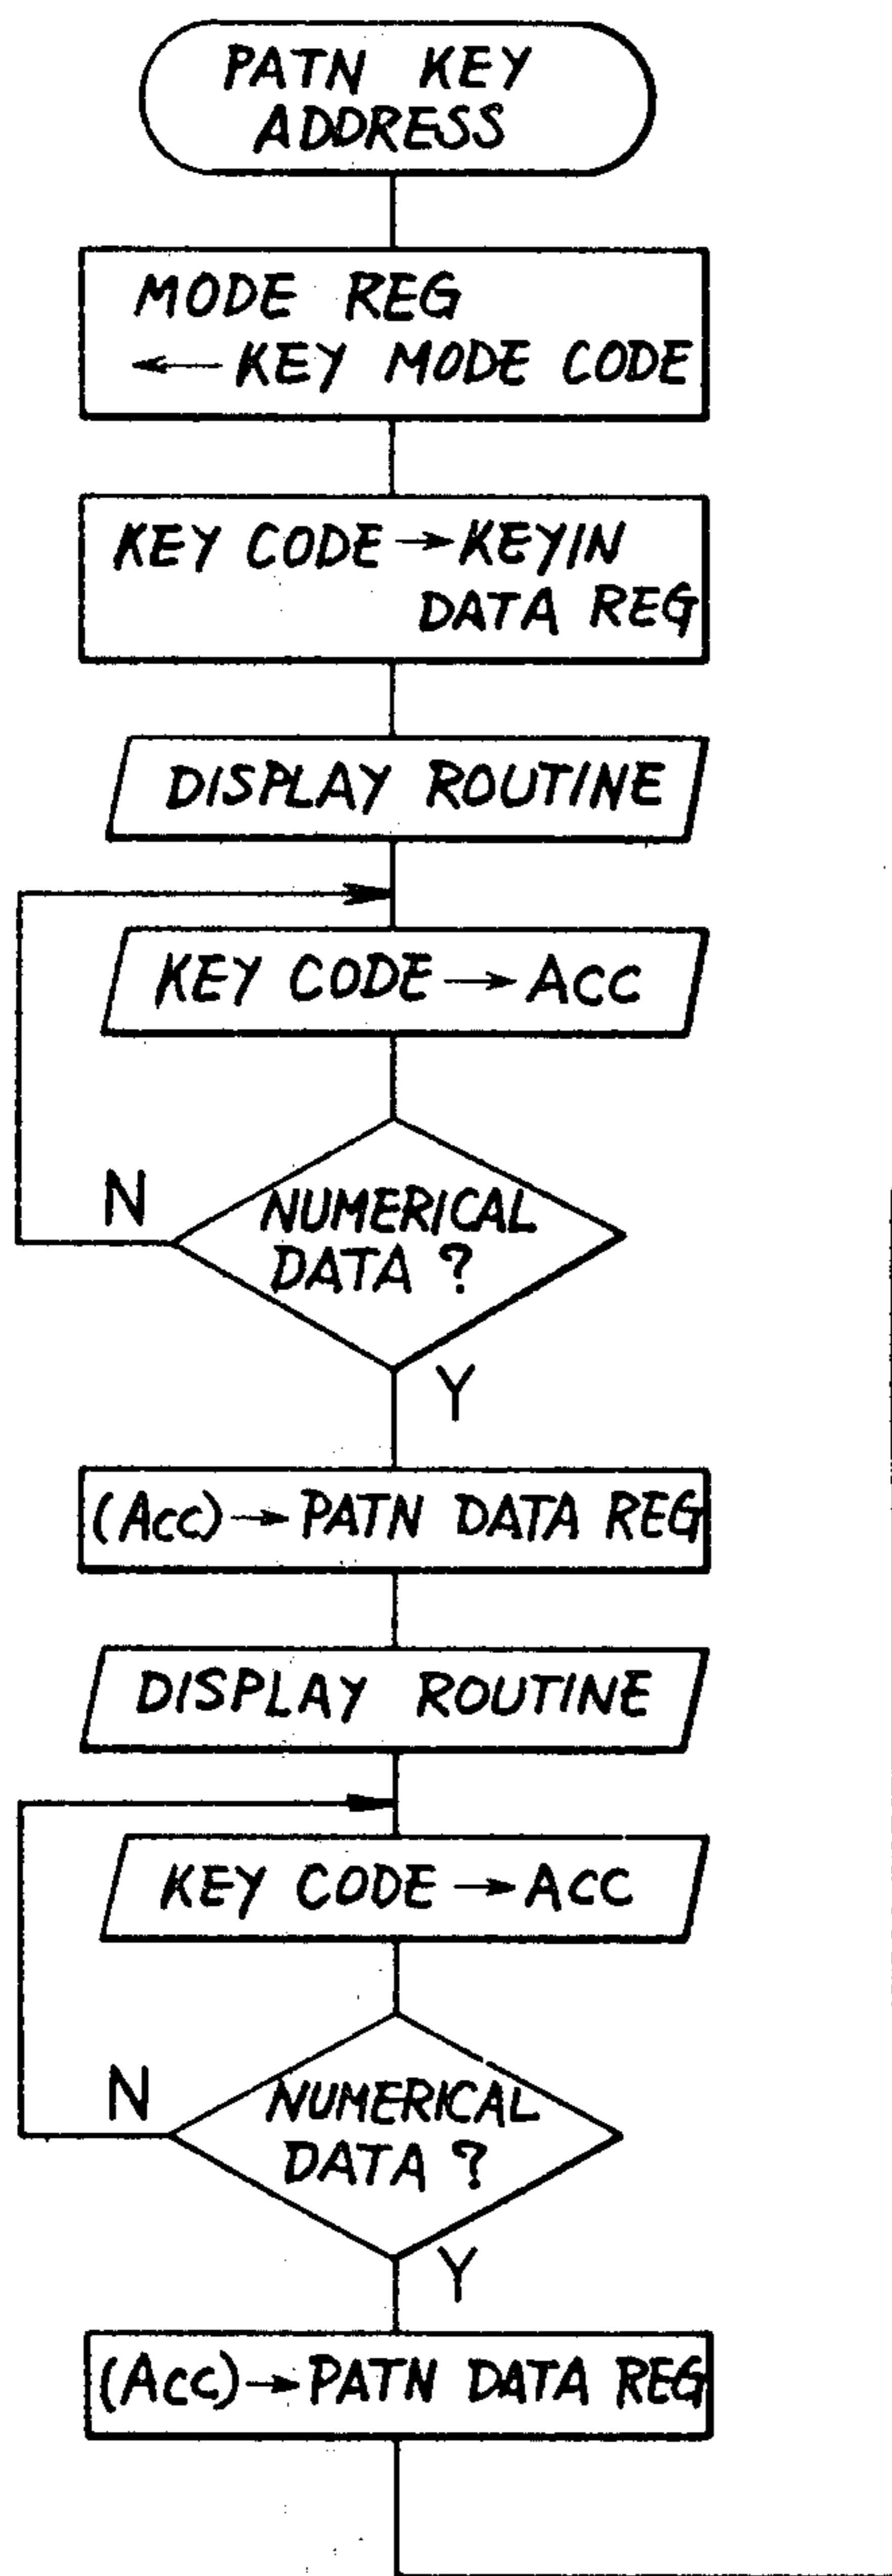 PATN KEY
ADDRESS
MODE REG
← KEY MODE CODE
KEY CODE → KEYIN
DATA REG
DISPLAY ROUTINE
KEY CODE → ACC
N
NUMERICAL
DATA ?
Y
(ACC) → PATN DATA REG
DISPLAY ROUTINE
KEY CODE → ACC
N
NUMERICAL
DATA ?
Y
(ACC) → PATN DATA REG